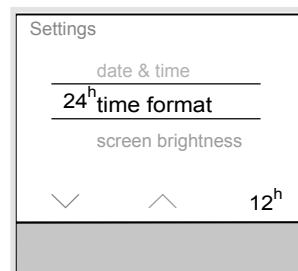 Settings
date & time
24h time format
screen brightness
12h